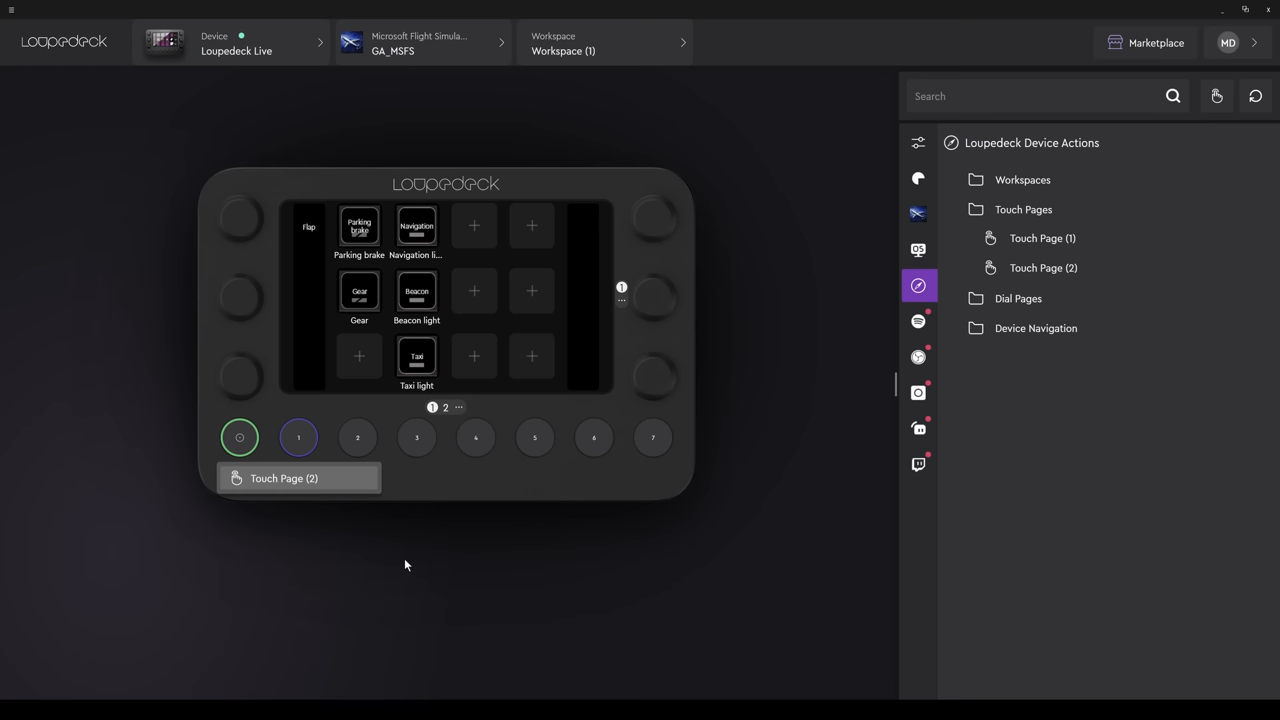 Loupedeck
Device
Loupedeck Live
Microsoft Flight Simula...
GA_MSFS
Workspace
Workspace (1)
Marketplace
MD
Search
Loupedeck Device Actions
Workspaces
Touch Pages
Touch Page (1)
Touch Page (2)
Dial Pages
Device Navigation
Loupedeck
Flap
Parking
brake
Navigation
Parking brake
Navigation li...
Gear
Beacon
Gear
Beacon light
Taxi
Taxi light
1
...
1 2 ...
1 2 3 4 5 6 7
Touch Page (2)
QS